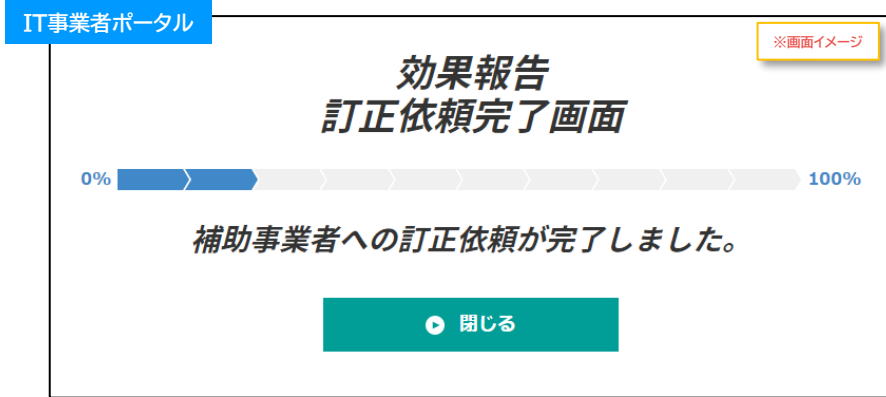 IT事業者ポータル
※画面イメージ
効果報告
訂正依頼完了画面
0% 100%
補助事業者への訂正依頼が完了しました。
閉じる